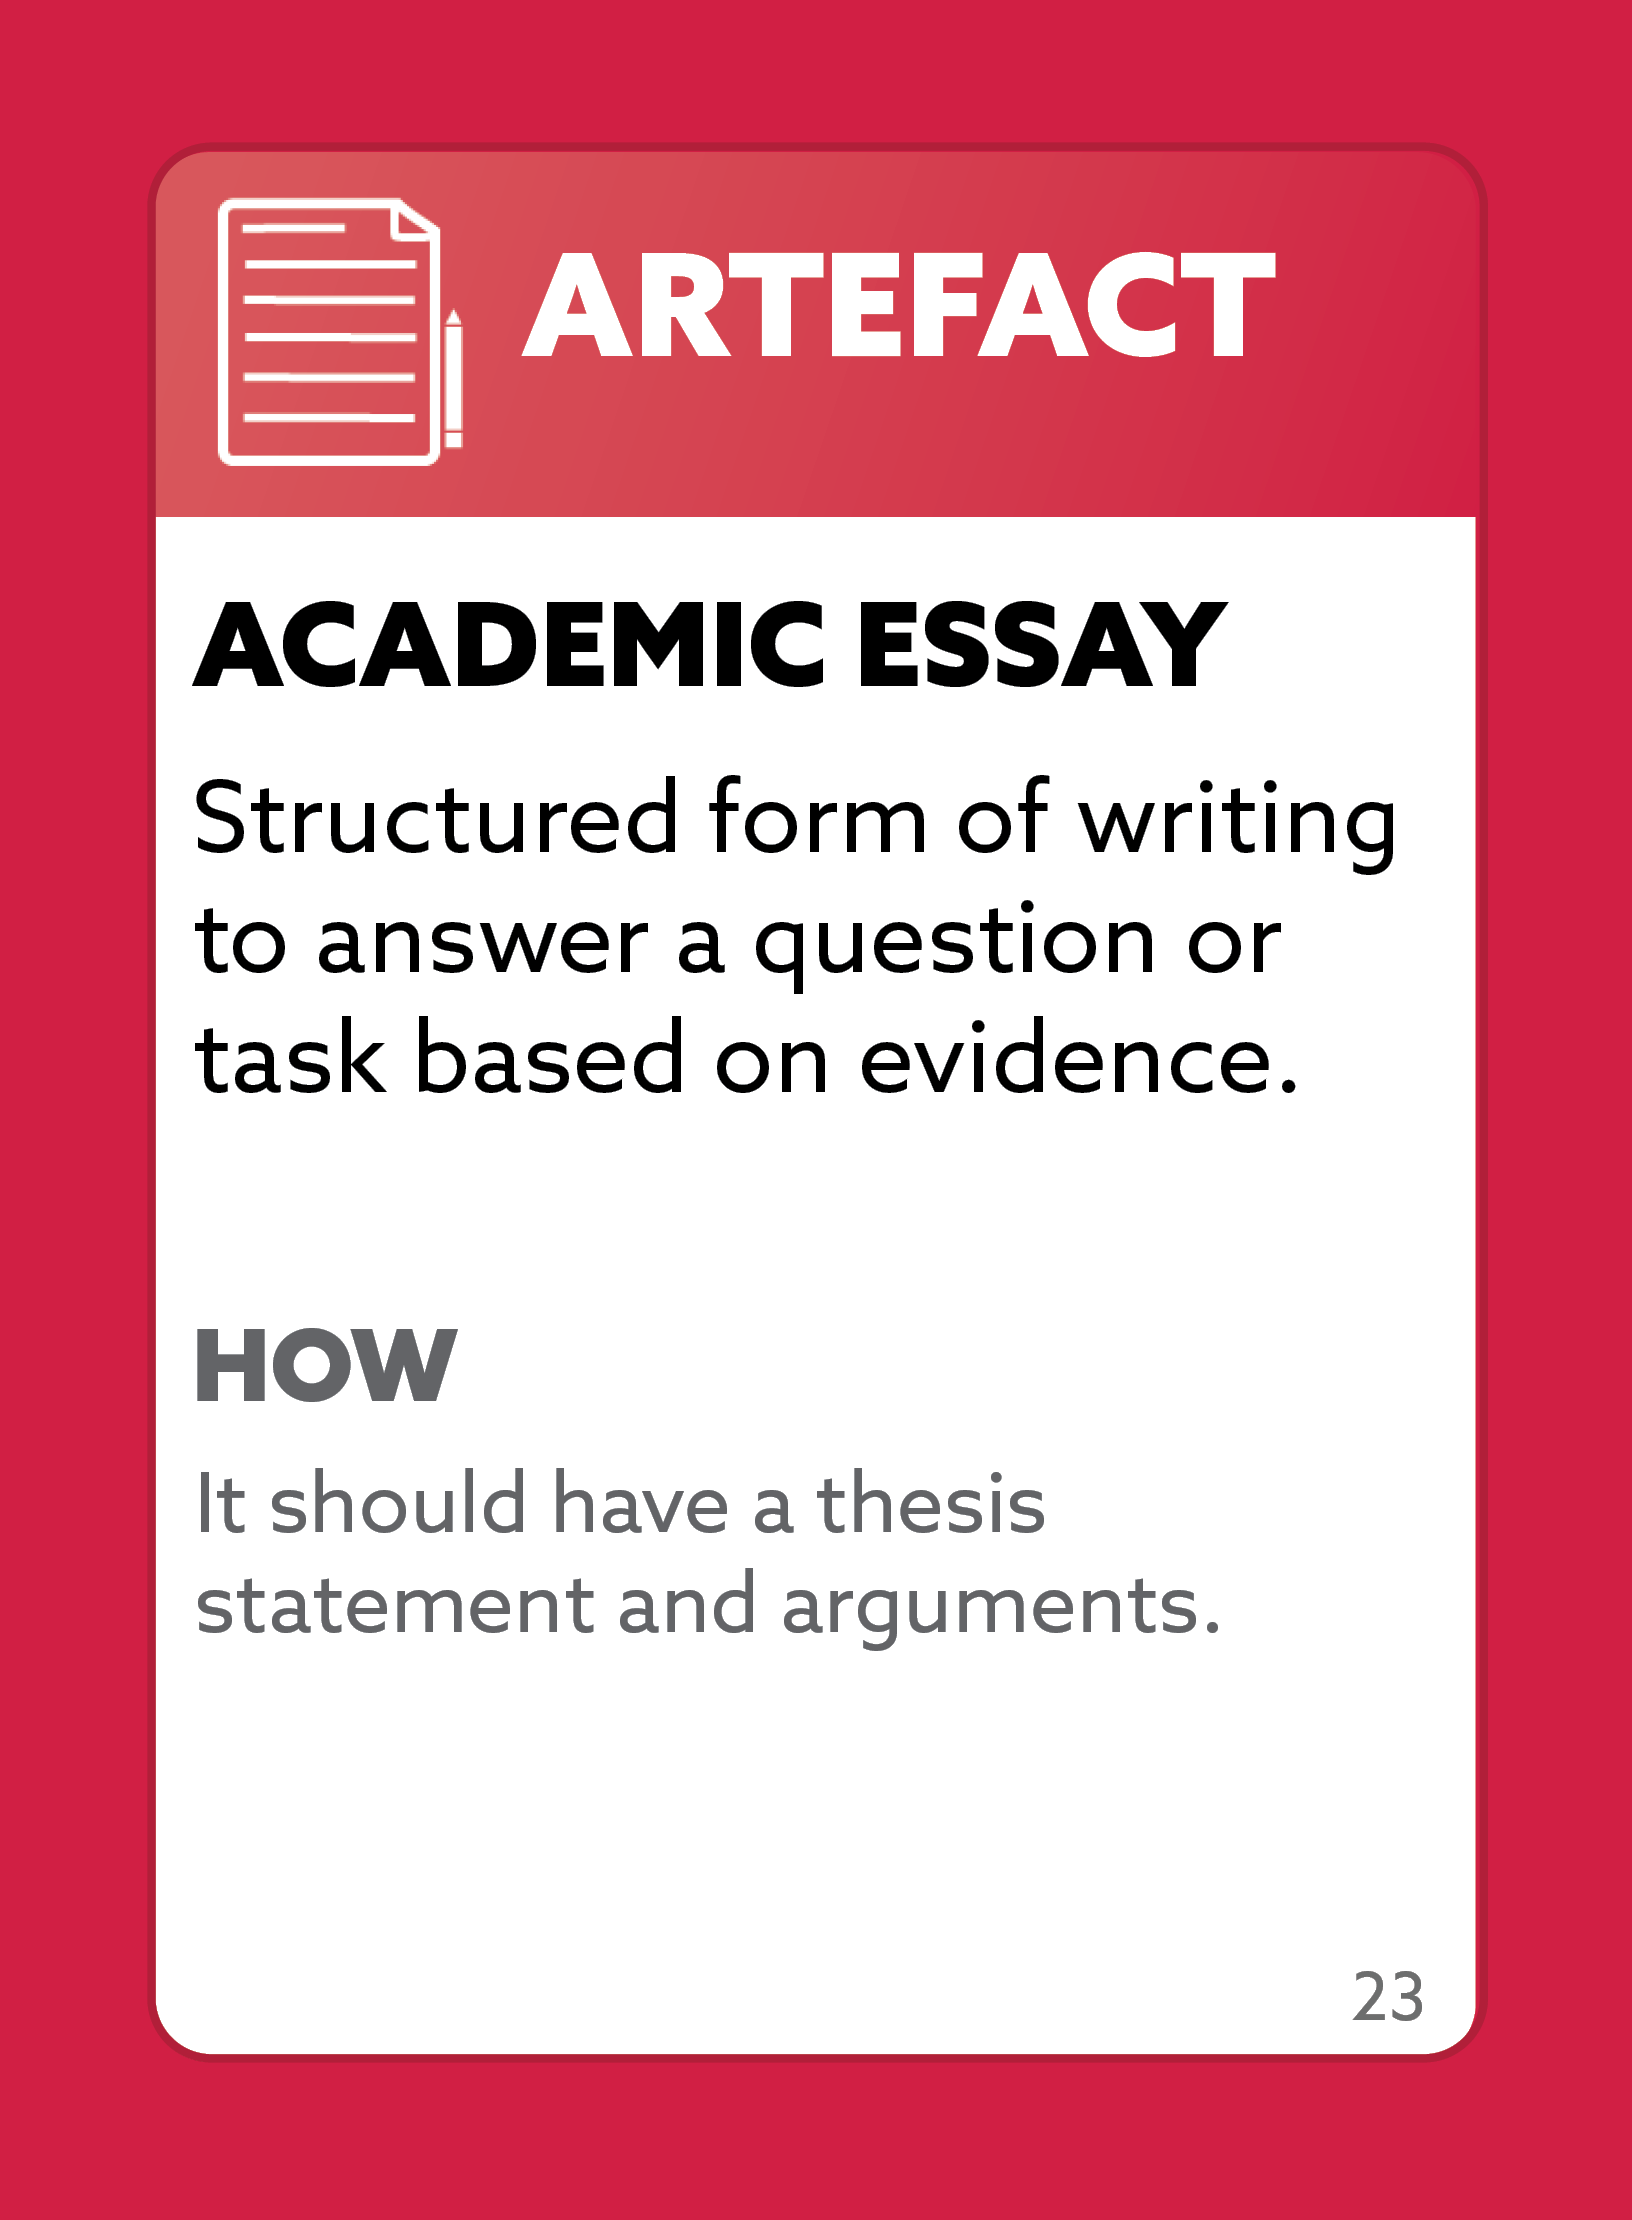 ARTEFACT
ACADEMIC ESSAY
Structured form of writing
to answer a question or
task based on evidence.
HOW
It should have a thesis
statement and arguments.
23